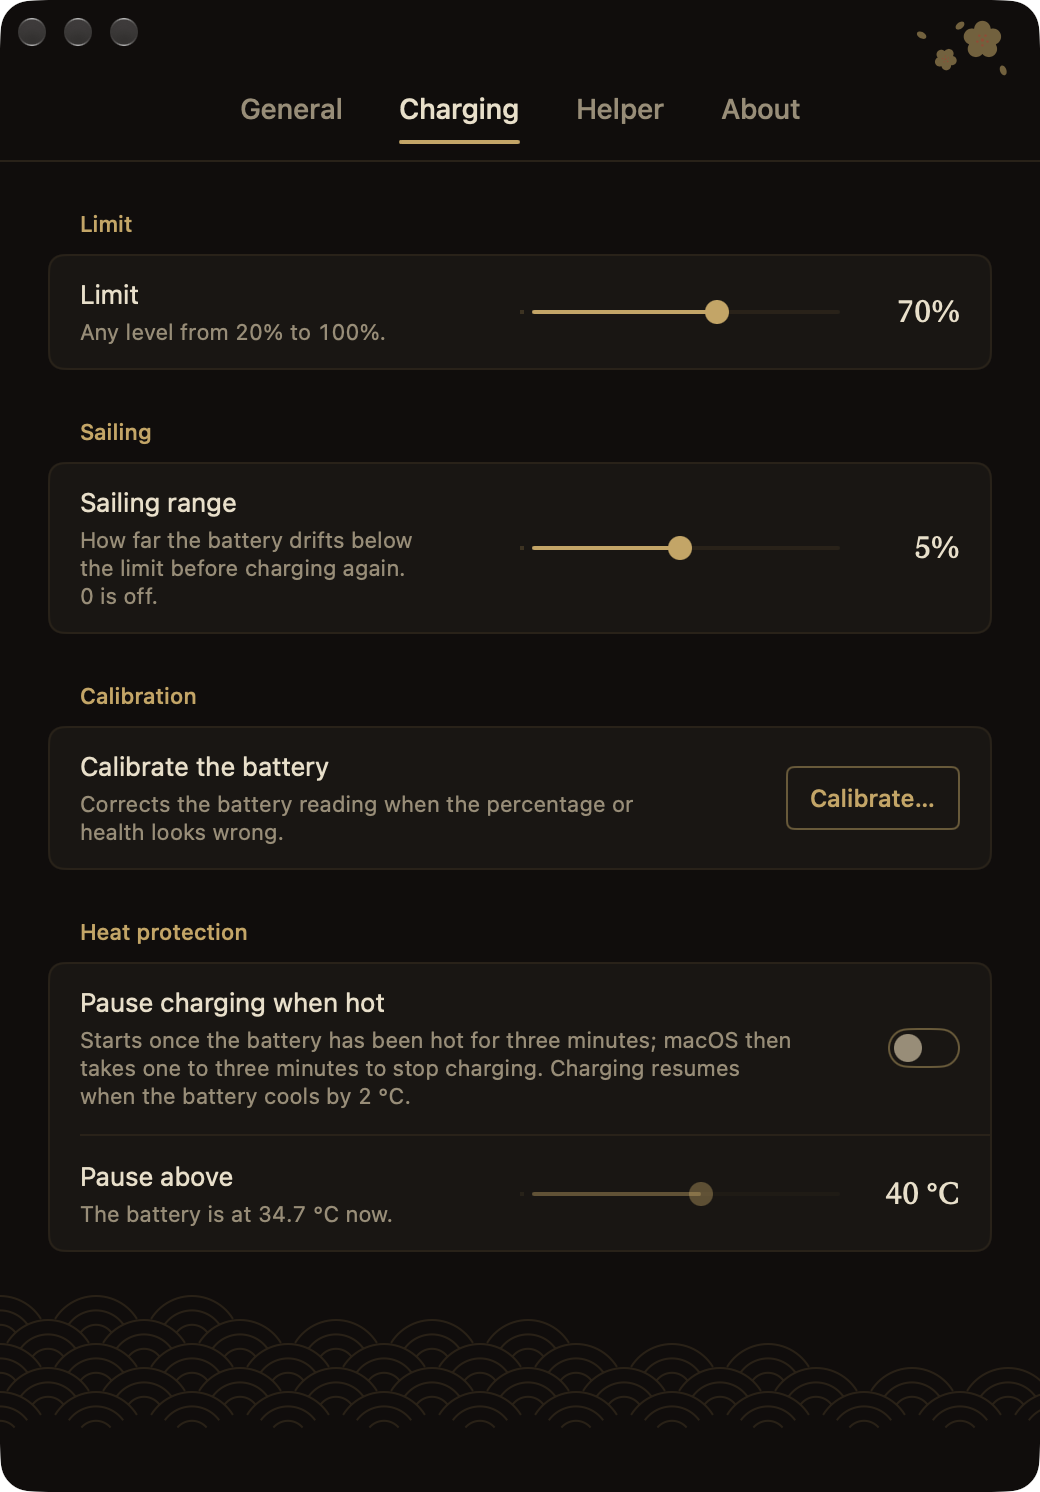 General Charging Helper About
Limit
Limit
Any level from 20% to 100%.
70%
Sailing
Sailing range
How far the battery drifts below
the limit before charging again.
0 is off.
5%
Calibration
Calibrate the battery
Corrects the battery reading when the percentage or
health looks wrong.
Calibrate...
Heat protection
Pause charging when hot
Starts once the battery has been hot for three minutes; macOS then
takes one to three minutes to stop charging. Charging resumes
when the battery cools by 2 °C.
Pause above
The battery is at 34.7 °C now.
40 °C